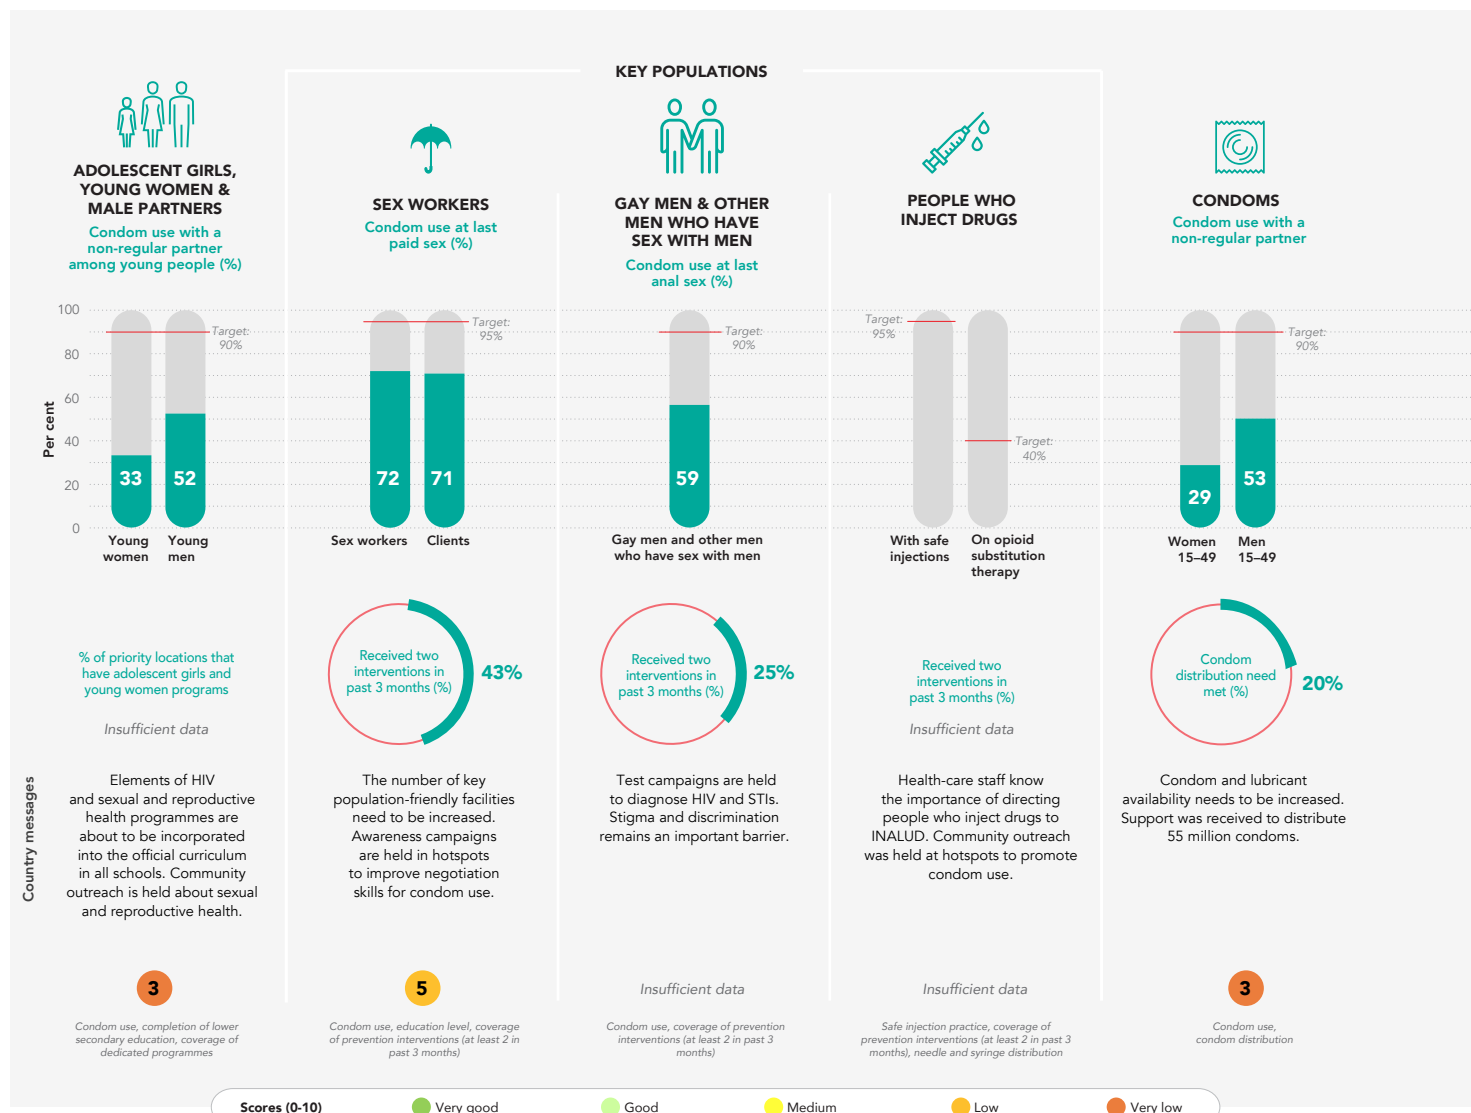 KEY POPULATIONS
ADOLESCENT GIRLS,
YOUNG WOMEN &
MALE PARTNERS
Condom use with a
non-regular partner
among young people (%)
SEX WORKERS
Condom use at last
paid sex (%)
GAY MEN & OTHER
MEN WHO HAVE
SEX WITH MEN
Condom use at last
anal sex (%)
PEOPLE WHO
INJECT DRUGS
CONDOMS
Condom use with a
non-regular partner
Per cent
100
80
60
40
20
0
Target:
90%
33
52
Young
women
Young
men
Target:
95%
72
71
Sex workers
Clients
Target:
90%
59
Gay men and other men
who have sex with men
Target:
95%
Target:
40%
With safe
injections
On opioid
substitution
therapy
Target:
90%
29
53
Women
15–49
Men
15–49
% of priority locations that
have adolescent girls and
young women programs
Insufficient data
Received two
interventions in
past 3 months (%)
43%
Received two
interventions in
past 3 months (%)
25%
Received two
interventions in
past 3 months (%)
Insufficient data
Condom
distribution need
met (%)
20%
Country messages
Elements of HIV
and sexual and reproductive
health programmes are
about to be incorporated
into the official curriculum
in all schools. Community
outreach is held about sexual
and reproductive health.
The number of key
population-friendly facilities
need to be increased.
Awareness campaigns
are held in hotspots
to improve negotiation
skills for condom use.
Test campaigns are held
to diagnose HIV and STIs.
Stigma and discrimination
remains an important barrier.
Health-care staff know
the importance of directing
people who inject drugs to
INALUD. Community outreach
was held at hotspots to promote
condom use.
Condom and lubricant
availability needs to be increased.
Support was received to distribute
55 million condoms.
3
Condom use, completion of lower
secondary education, coverage of
dedicated programmes
5
Condom use, education level, coverage
of prevention interventions (at least 2 in
past 3 months)
Insufficient data
Condom use, coverage of prevention
interventions (at least 2 in past 3
months)
Insufficient data
Safe injection practice, coverage of
prevention interventions (at least 2 in past 3
months), needle and syringe distribution
3
Condom use,
condom distribution
Scores (0-10)
Very good
Good
Medium
Low
Very low